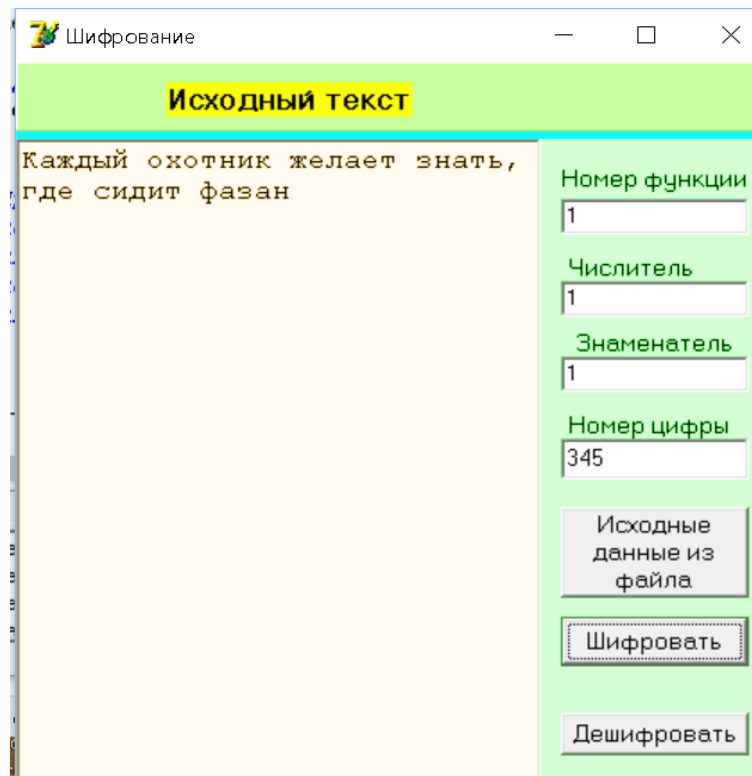 Шифрование
Исходный текст
Каждый охотник желает знать,
где сидит фазан
Номер функции
1
Числитель
1
Знаменатель
1
Номер цифры
345
Исходные
данные из
файла
Шифровать
Дешифровать